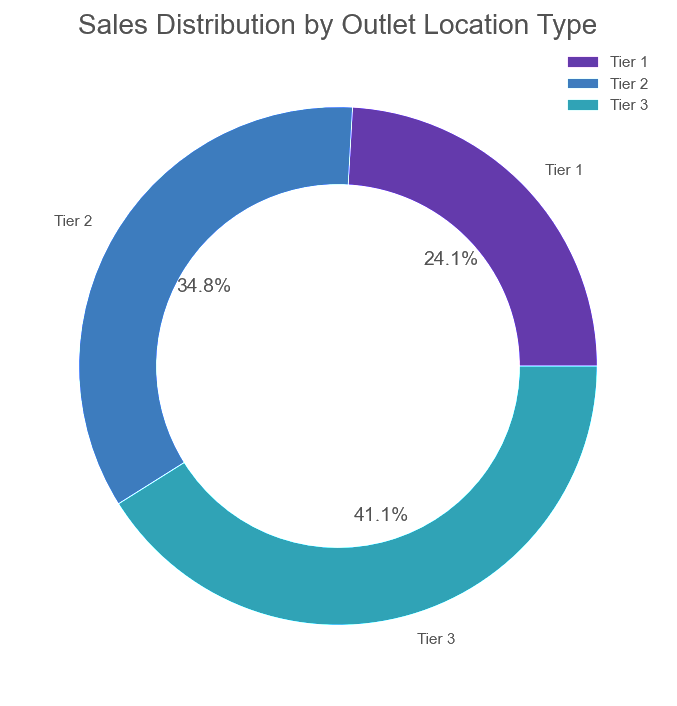 Sales Distribution by Outlet Location Type
Tier 1
Tier 2
Tier 3
Tier 1
Tier 2
24.1%
34.8%
41.1%
Tier 3